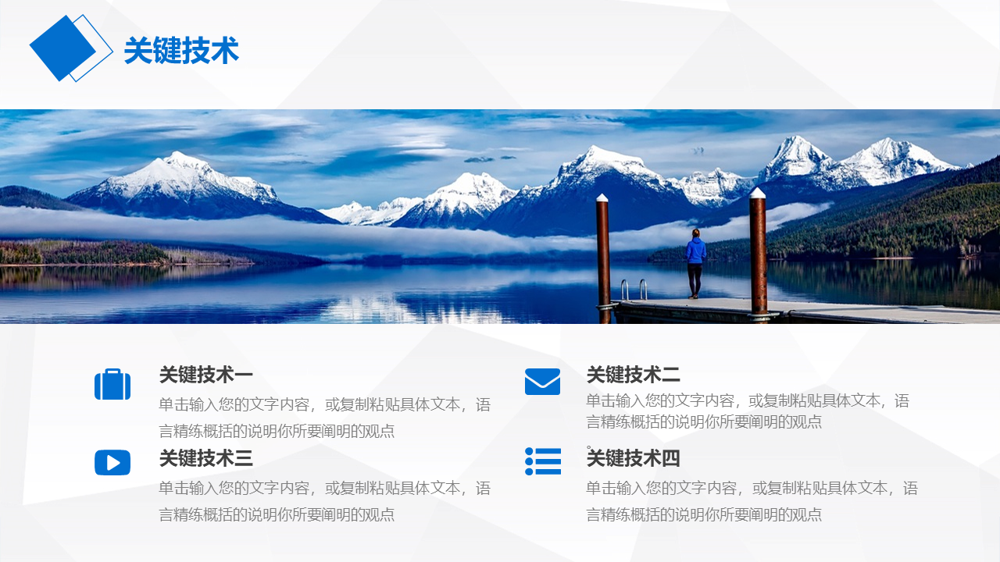 关键技术
关键技术一
单击输入您的文字内容，或复制粘贴具体文本，语
言精练概括的说明你所要阐明的观点
关键技术二
单击输入您的文字内容，或复制粘贴具体文本，语
言精练概括的说明你所要阐明的观点
。
关键技术三
单击输入您的文字内容，或复制粘贴具体文本，语
言精练概括的说明你所要阐明的观点
关键技术四
单击输入您的文字内容，或复制粘贴具体文本，语
言精练概括的说明你所要阐明的观点